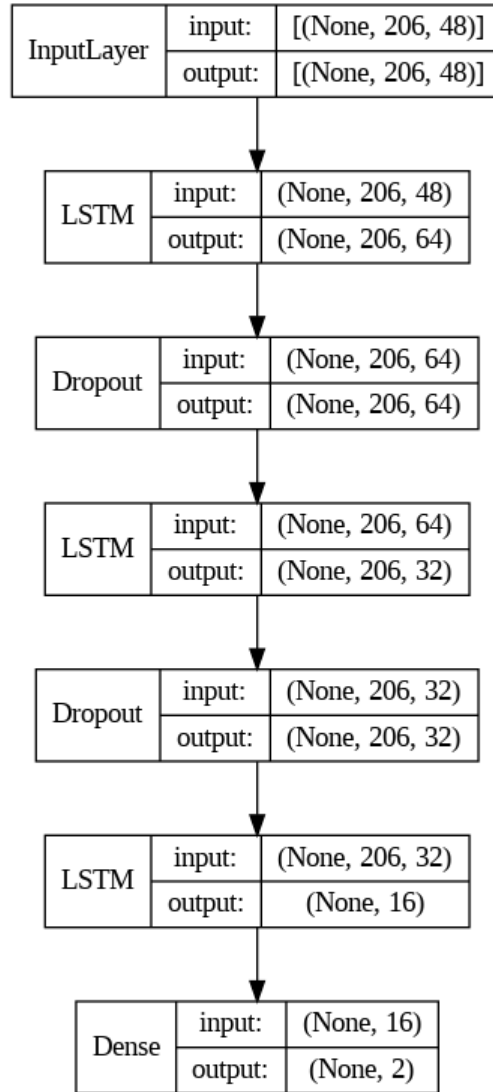 InputLayer input: [(None, 206, 48)]
output: [(None, 206, 48)]
LSTM input: (None, 206, 48)
output: (None, 206, 64)
Dropout input: (None, 206, 64)
output: (None, 206, 64)
LSTM input: (None, 206, 64)
output: (None, 206, 32)
Dropout input: (None, 206, 32)
output: (None, 206, 32)
LSTM input: (None, 206, 32)
output: (None, 16)
Dense input: (None, 16)
output: (None, 2)